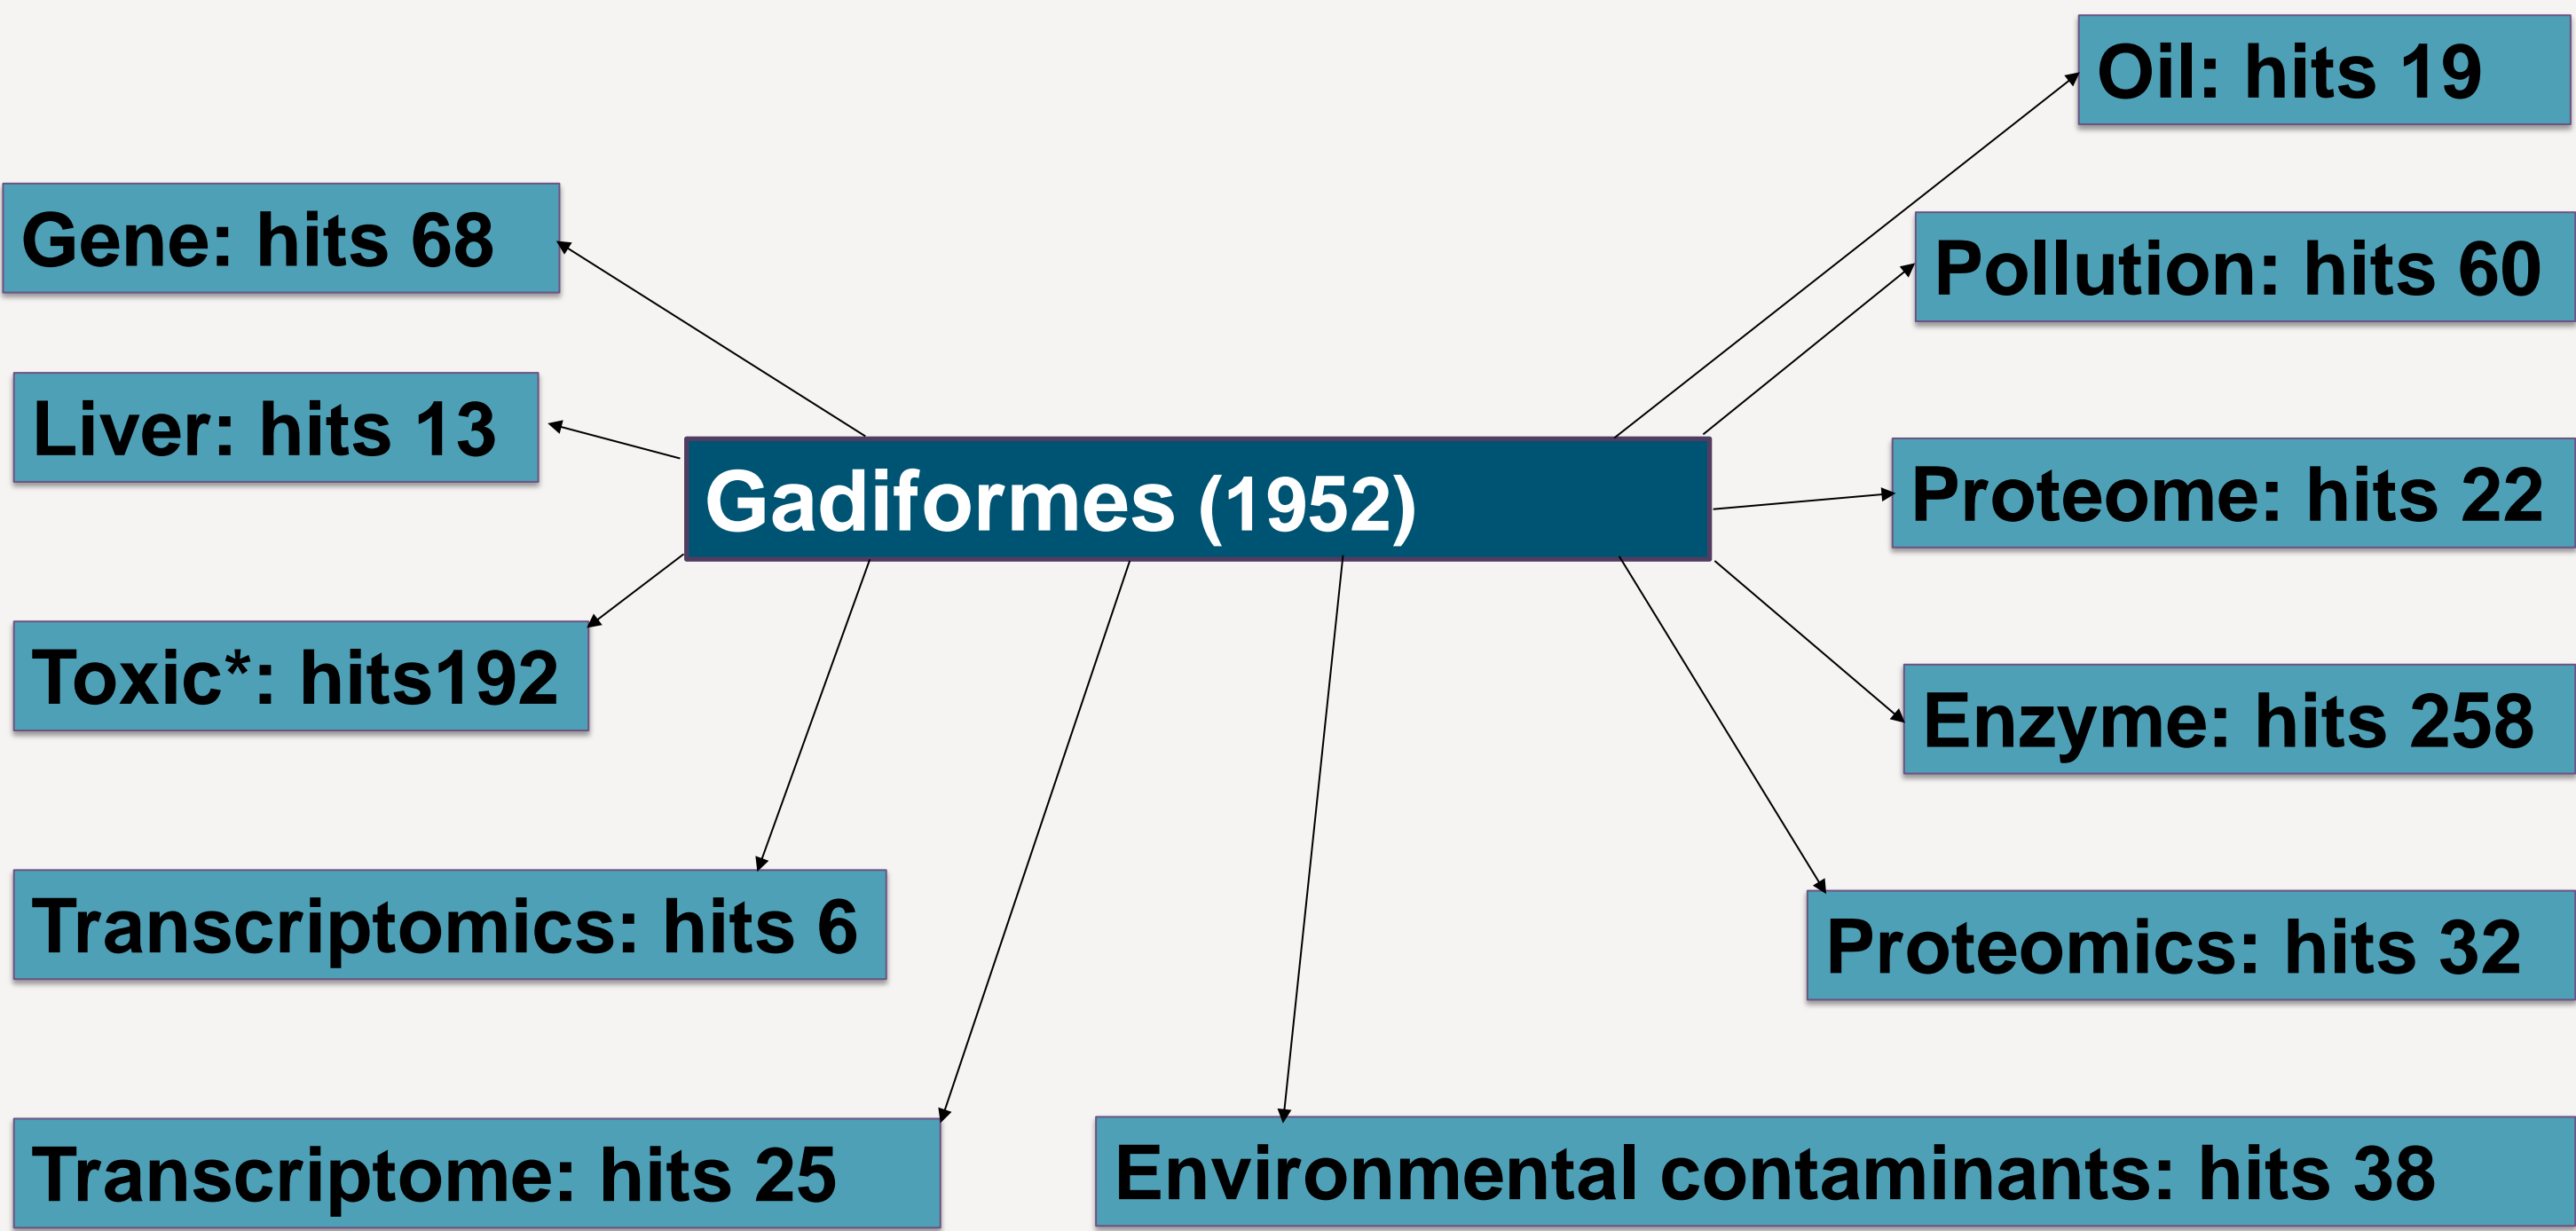 Oil: hits 19
Gene: hits 68
Pollution: hits 60
Liver: hits 13
Gadiformes (1952)
Proteome: hits 22
Toxic*: hits192
Enzyme: hits 258
Transcriptomics: hits 6
Proteomics: hits 32
Transcriptome: hits 25
Environmental contaminants: hits 38